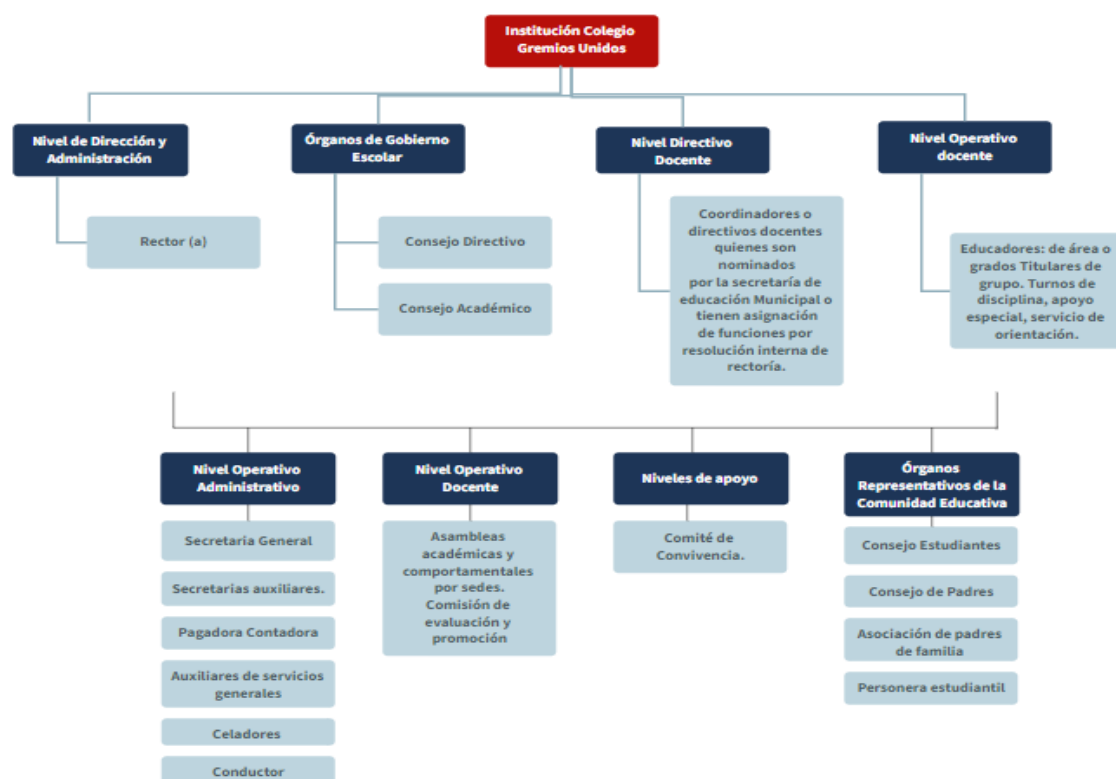 Institución Colegio
Gremios Unidos
Nivel de Dirección y
Administración
Órganos de Gobierno
Escolar
Nivel Directivo
Docente
Nivel Operativo
docente
Rector (a)
Consejo Directivo
Consejo Académico
Coordinadores o
directivos docentes
quienes son
nominados
por la secretaría de
educación Municipal o
tienen asignación
de funciones por
resolución interna de
rectoría.
Educadores: de área o
grados Titulares de
grupo. Turnos de
disciplina, apoyo
especial, servicio de
orientación.
Nivel Operativo
Administrativo
Nivel Operativo
Docente
Niveles de apoyo
Órganos
Representativos de la
Comunidad Educativa
Secretaría General
Secretarias auxiliares.
Pagadora Contadora
Auxiliares de servicios
generales
Celadores
Conductor
Asambleas
académicas y
comportamentales
por sedes.
Comisión de
evaluación y
promoción
Comité de
Convivencia.
Consejo Estudiantes
Consejo de Padres
Asociación de padres
de familia
Personera estudiantil